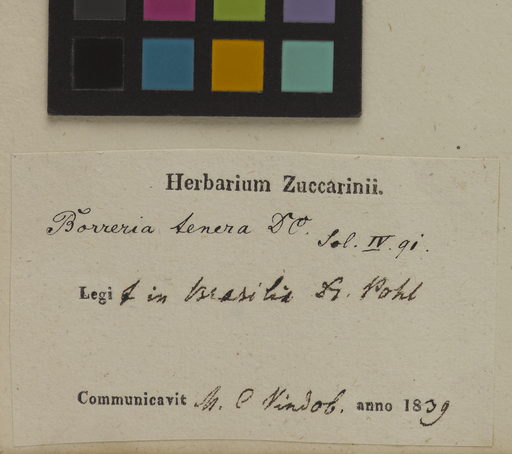 Herbarium Zuccarinii.
Borreria tenera DC.
Sol. IV. 91.
Legit in Brasilia Dr. Pohl
Communicavit M. C Vindob. anno 1839